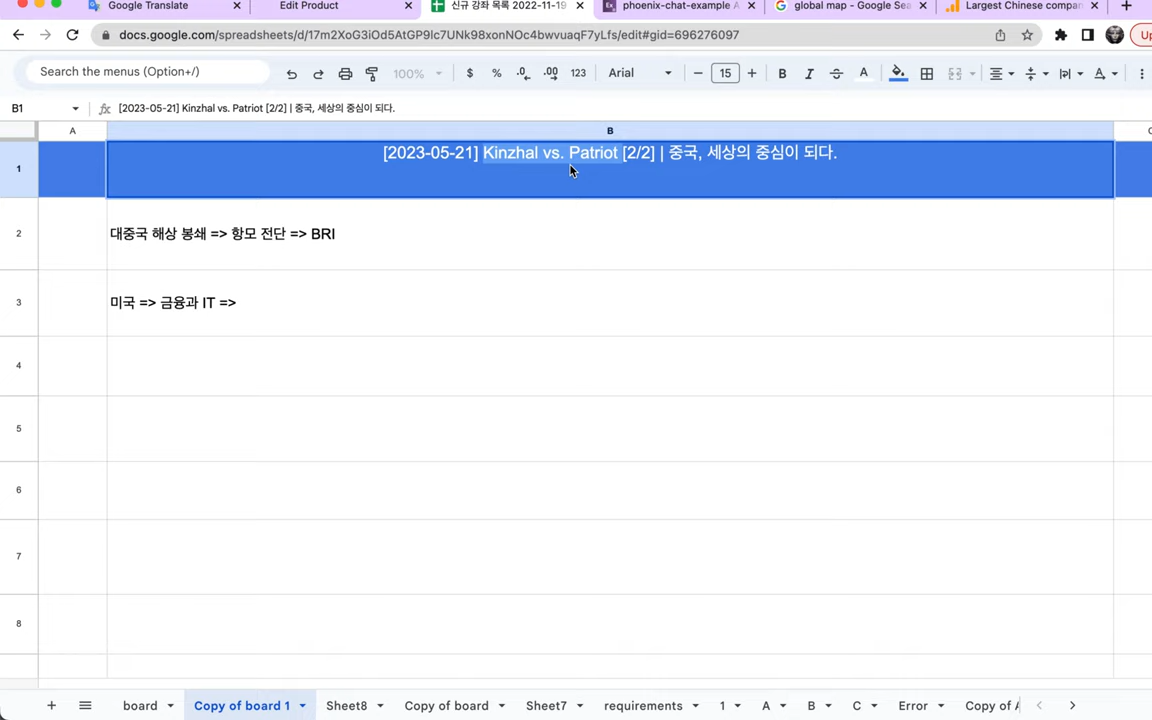 Google Translate
Edit Product
신규 강좌 목록 2022-11-19
phoenix-chat-example
global map - Google Sea
Largest Chinese compan
docs.google.com/spreadsheets/d/17m2XoG3iOd5AtGP9Ic7UNk98xonNOc4bwvuaqF7yLfs/edit#gid=696276097
Search the menus (Option+/)
100%
$
%
.0
.00
123
Arial
15
B
I
A
B1
fx
[2023-05-21] Kinzhal vs. Patriot [2/2] | 중국, 세상의 중심이 되다.
A
B
1
[2023-05-21] Kinzhal vs. Patriot [2/2] | 중국, 세상의 중심이 되다.
2
대중국 해상 봉쇄 => 항모 전단 => BRI
3
미국 => 금융과 IT =>
4
5
6
7
8
board
Copy of board 1
Sheet8
Copy of board
Sheet7
requirements
1
A
B
C
Error
Copy of